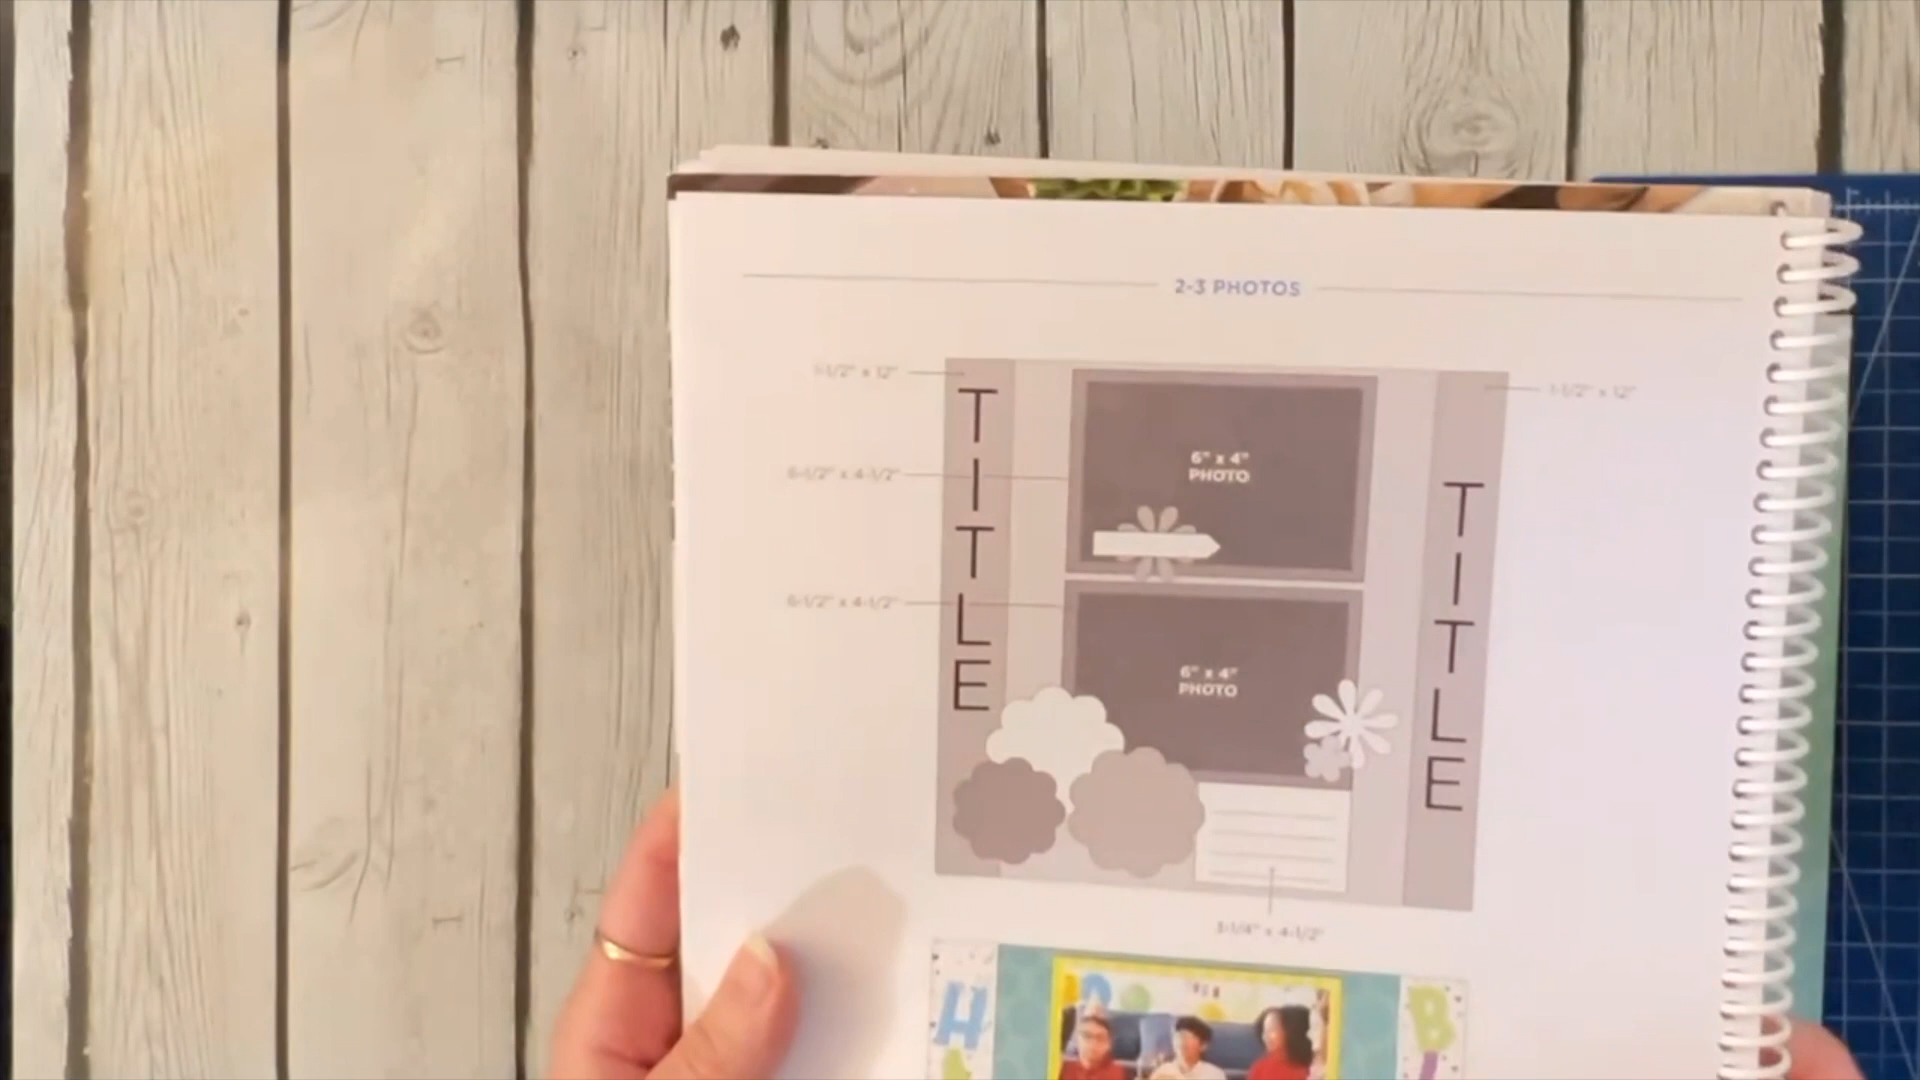 2-3 PHOTOS
1-1/2" x 12"
1-1/2" x 12"
TITLE
6" x 4"
PHOTO
6-1/2" x 4-1/2"
TITLE
6-1/2" x 4-1/2"
6" x 4"
PHOTO
3-1/4" x 4-1/2"
H
B